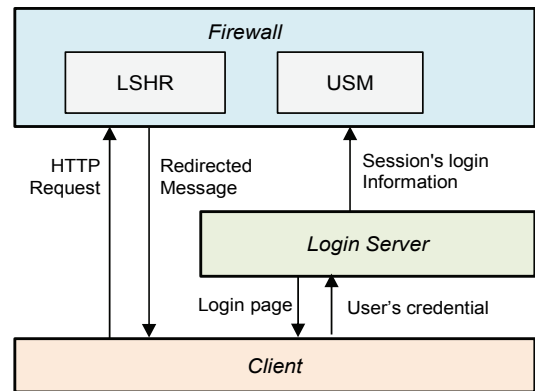 Firewall
LSHR
USM
HTTP
Request
Redirected
Message
Session's login
Information
Login Server
Login page
User’s credential
Client